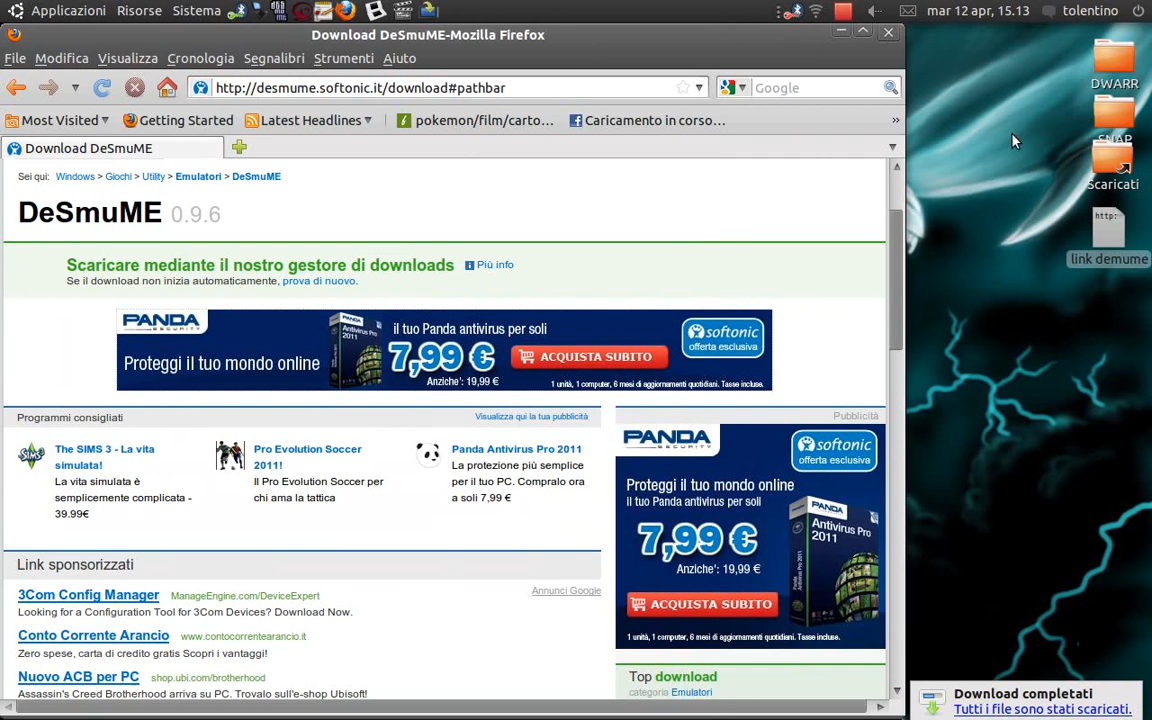 Applicazioni Risorse Sistema mar 12 apr, 15.13 tolentino
Download DeSmuME-Mozilla Firefox
File Modifica Visualizza Cronologia Segnalibri Strumenti Aiuto
http://desmume.softonic.it/download#pathbar Google
Most Visited Getting Started Latest Headlines pokemon/film/carto... Caricamento in corso... »
Download DeSmuME
Sei qui: Windows > Giochi > Utility > Emulatori > DeSmuME
DeSmuME 0.9.6
Scaricare mediante il nostro gestore di downloads Più info
Se il download non inizia automaticamente, prova di nuovo.
PANDA
SECURITY
Proteggi il tuo mondo online
il tuo Panda antivirus per soli
7,99 €
Anziche': 19,99 €
ACQUISTA SUBITO
softonic
offerta esclusiva
1 unità, 1 computer, 6 mesi di aggiornamenti quotidiani. Tasse incluse.
Programmi consigliati Visualizza qui la tua pubblicità
The SIMS 3 - La vita
simulata!
La vita simulata è
semplicemente complicata -
39.99€
Pro Evolution Soccer
2011!
Il Pro Evolution Soccer per
chi ama la tattica
Panda Antivirus Pro 2011
La protezione più semplice
per il tuo PC. Compralo ora
a soli 7,99 €
Pubblicità
PANDA
SECURITY
softonic
offerta esclusiva
Proteggi il tuo mondo online
il tuo Panda antivirus per soli
7,99 €
Anziche': 19,99 €
PANDA
Antivirus Pro
2011
ACQUISTA SUBITO
1 unità, 1 computer, 6 mesi di aggiornamenti quotidiani. Tasse incluse.
Link sponsorizzati
Annunci Google
3Com Config Manager ManageEngine.com/DeviceExpert
Looking for a Configuration Tool for 3Com Devices? Download Now.
Conto Corrente Arancio www.contocorrentearancio.it
Zero spese, carta di credito gratis Scopri i vantaggi!
Nuovo ACB per PC shop.ubi.com/brotherhood
Assassin's Creed Brotherhood arriva su PC. Trovalo sull'e-shop Ubisoft!
Top download
categoria Emulatori
DWARR
SNAP
Scaricati
http:
link demume
Download completati
Tutti i file sono stati scaricati.